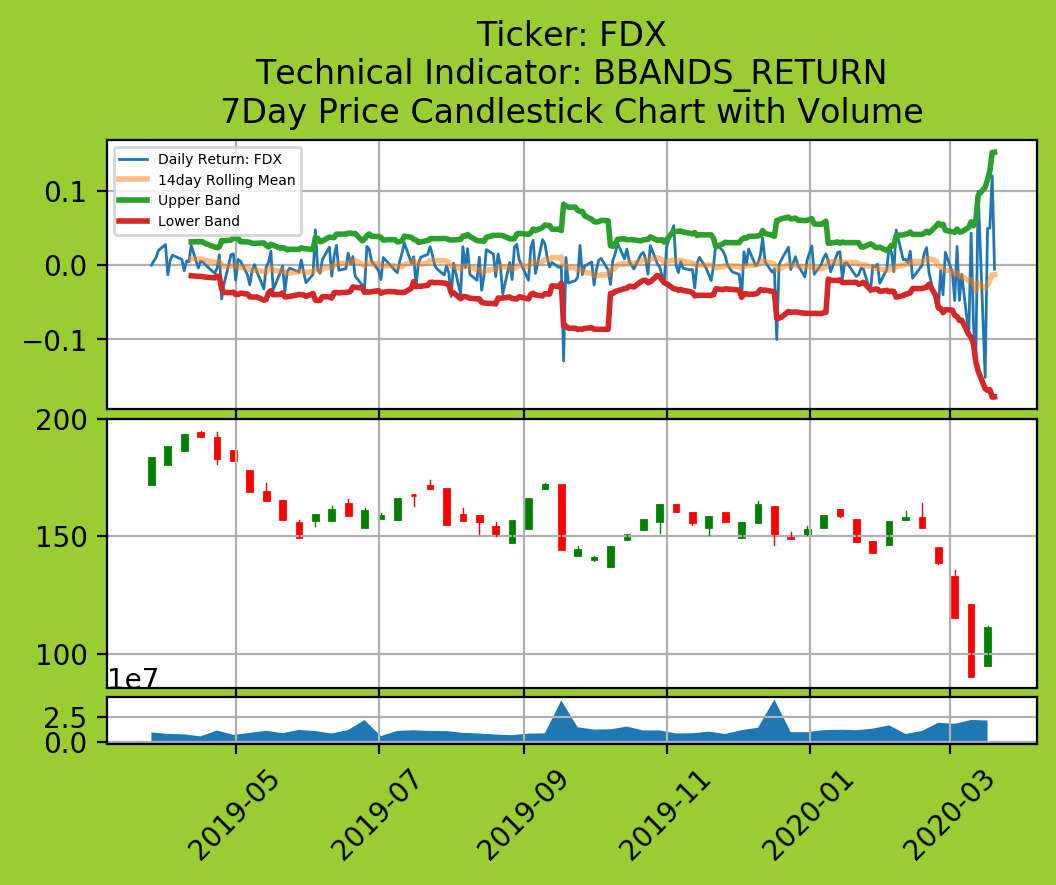 Ticker: FDX
Technical Indicator: BBANDS_RETURN
7Day Price Candlestick Chart with Volume
Daily Return: FDX
14day Rolling Mean
Upper Band
Lower Band
0.1
0.0
−0.1
200
150
100
1e7
2.5
0.0
2019-05
2019-07
2019-09
2019-11
2020-01
2020-03